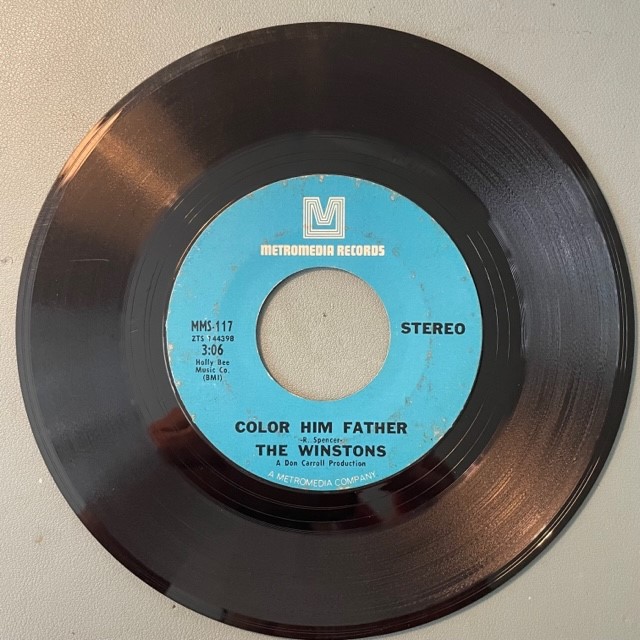 M
METROMEDIA RECORDS
MMS-117
ZTS 144398
3:06
Holly Bee
Music Co.
(BMI)
STEREO
COLOR HIM FATHER
-R. Spencer-
THE WINSTONS
A Don Carroll Production
A METROMEDIA COMPANY